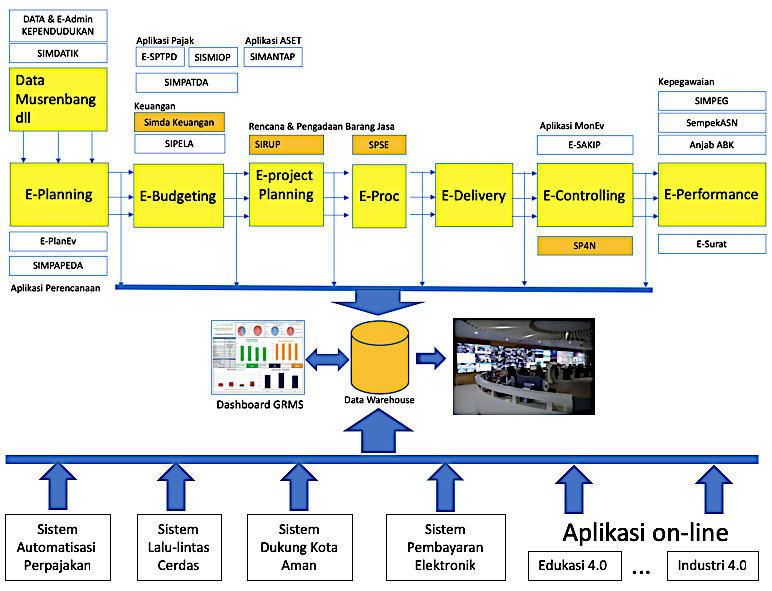 DATA & E-Admin
KEPENDUDUKAN
SIMDATIK
Data
Musrenbang
dll
Aplikasi Pajak
E-SPTPD
SISMIOP
SIMPATDA
Aplikasi ASET
SIMANTAP
Keuangan
Simda Keuangan
SIPELA
Rencana & Pengadaan Barang Jasa
SIRUP
SPSE
Aplikasi MonEv
E-SAKIP
Kepegawaian
SIMPEG
SempekASN
Anjab ABK
E-Planning
E-Budgeting
E-project
Planning
E-Proc
E-Delivery
E-Controlling
E-Performance
E-PlanEv
SIMPAPEDA
Aplikasi Perencanaan
SP4N
E-Surat
Dashboard GRMS
Data Warehouse
Sistem
Automatisasi
Perpajakan
Sistem
Lalu-lintas
Cerdas
Sistem
Dukung Kota
Aman
Sistem
Pembayaran
Elektronik
Aplikasi on-line
Edukasi 4.0
...
Industri 4.0